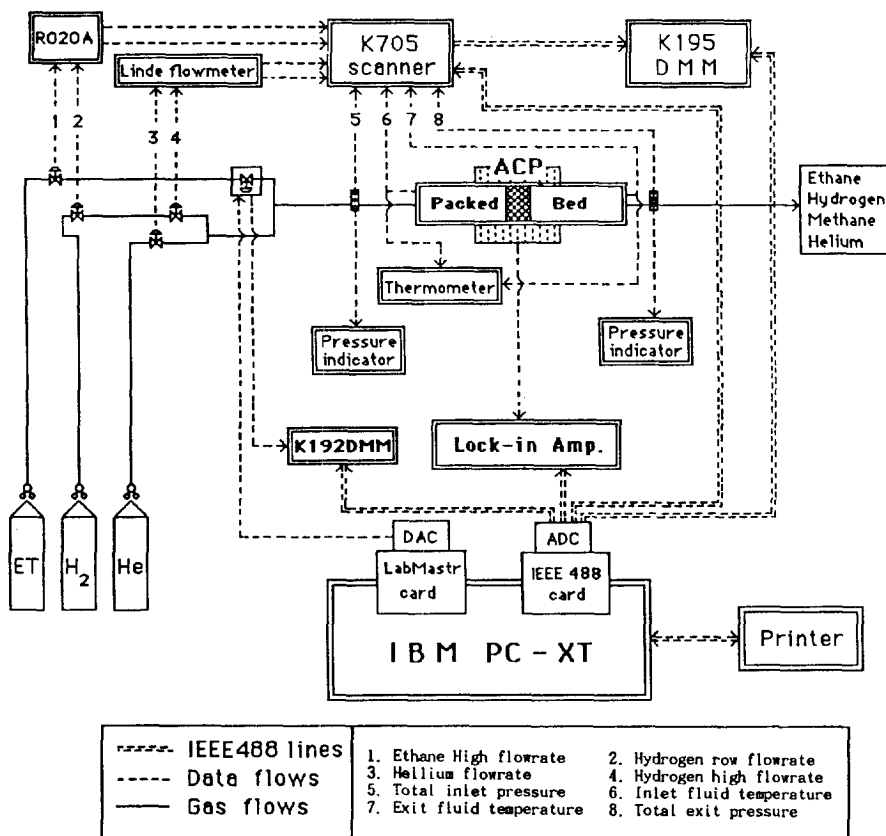 RO20A
Linde flowmeter
K705
scanner
K195
DMM
1
2
3
4
5
6
7
8
ACP
Packed
Bed
Ethane
Hydrogen
Methane
Helium
Thermometer
Pressure
indicator
Pressure
indicator
K192DMM
Lock-in Amp.
ET
H2
He
DAC
ADC
LabMastr
card
IEEE 488
card
IBM PC-XT
Printer
IEEE488 lines
Data flows
Gas flows
1. Ethane High flowrate
2. Hydrogen row flowrate
3. Hellium flowrate
4. Hydrogen high flowrate
5. Total inlet pressure
6. Inlet fluid temperature
7. Exit fluid temperature
8. Total exit pressure